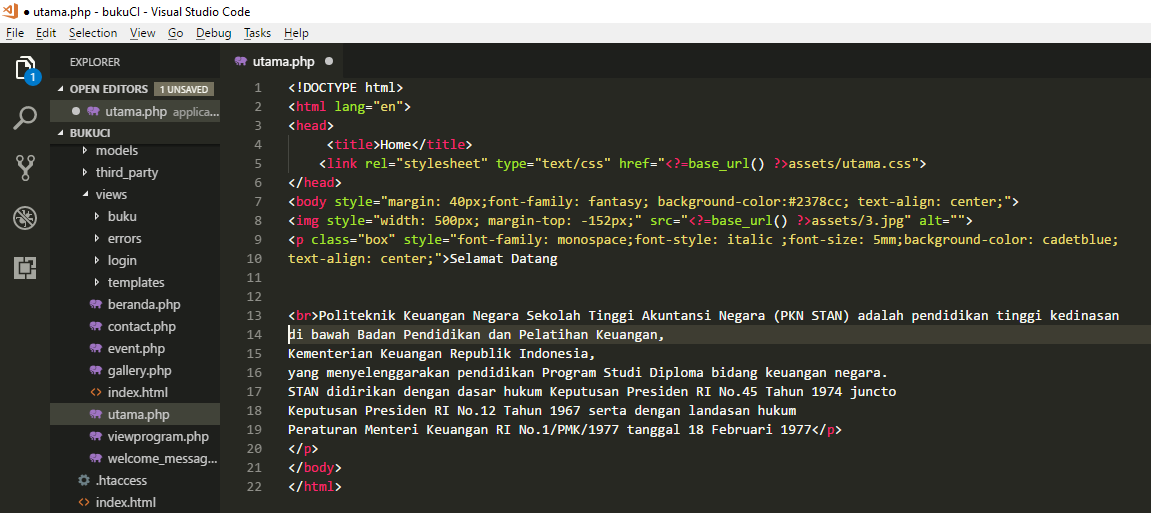 ● utama.php - bukuCI - Visual Studio Code
File Edit Selection View Go Debug Tasks Help
EXPLORER
utama.php ●
1
OPEN EDITORS 1 UNSAVED
● utama.php applica...
BUKUCI
models
third_party
views
buku
errors
login
templates
beranda.php
contact.php
event.php
gallery.php
index.html
utama.php
viewprogram.php
welcome_messag...
.htaccess
index.html
1 <!DOCTYPE html>
2 <html lang="en">
3 <head>
4 <title>Home</title>
5 <link rel="stylesheet" type="text/css" href="<?=base_url() ?>assets/utama.css">
6 </head>
7 <body style="margin: 40px;font-family: fantasy; background-color:#2378cc; text-align: center;">
8 <img style="width: 500px; margin-top: -152px;" src="<?=base_url() ?>assets/3.jpg" alt="">
9 <p class="box" style="font-family: monospace;font-style: italic ;font-size: 5mm;background-color: cadetblue;
10 text-align: center;">Selamat Datang
11
12
13 <br>Politeknik Keuangan Negara Sekolah Tinggi Akuntansi Negara (PKN STAN) adalah pendidikan tinggi kedinasan
14 di bawah Badan Pendidikan dan Pelatihan Keuangan,
15 Kementerian Keuangan Republik Indonesia,
16 yang menyelenggarakan pendidikan Program Studi Diploma bidang keuangan negara.
17 STAN didirikan dengan dasar hukum Keputusan Presiden RI No.45 Tahun 1974 juncto
18 Keputusan Presiden RI No.12 Tahun 1967 serta dengan landasan hukum
19 Peraturan Menteri Keuangan RI No.1/PMK/1977 tanggal 18 Februari 1977</p>
20 </p>
21 </body>
22 </html>